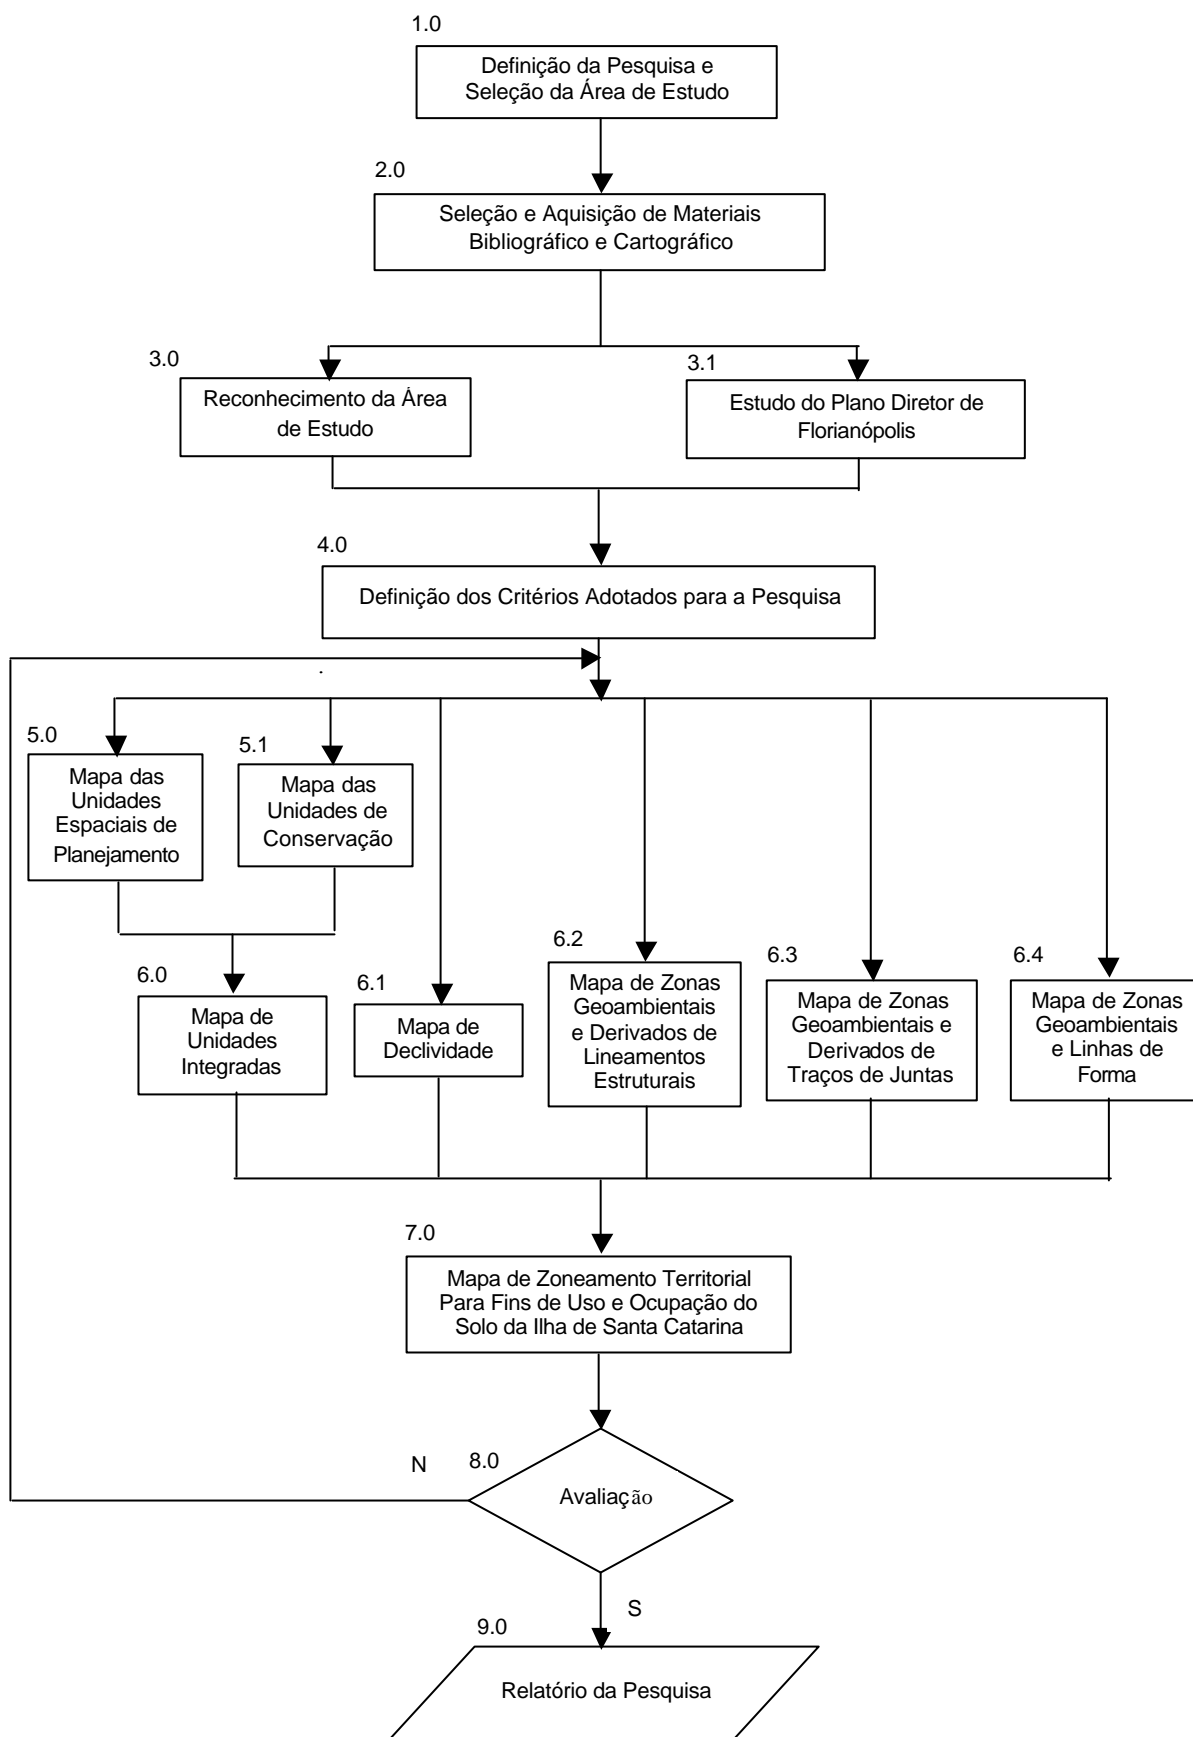 1.0
Definição da Pesquisa e
Seleção da Área de Estudo
2.0
Seleção e Aquisição de Materiais
Bibliográfico e Cartográfico
3.0
Reconhecimento da Área
de Estudo
3.1
Estudo do Plano Diretor de
Florianópolis
4.0
Definição dos Critérios Adotados para a Pesquisa
5.0
Mapa das
Unidades
Espaciais de
Planejamento
5.1
Mapa das
Unidades de
Conservação
6.0
Mapa de
Unidades
Integradas
6.1
Mapa de
Declividade
6.2
Mapa de Zonas
Geoambientais
e Derivados de
Lineamentos
Estruturais
6.3
Mapa de Zonas
Geoambientais e
Derivados de
Traços de Juntas
6.4
Mapa de Zonas
Geoambientais
e Linhas de
Forma
7.0
Mapa de Zoneamento Territorial
Para Fins de Uso e Ocupação do
Solo da Ilha de Santa Catarina
N
8.0
Avaliação
S
9.0
Relatório da Pesquisa